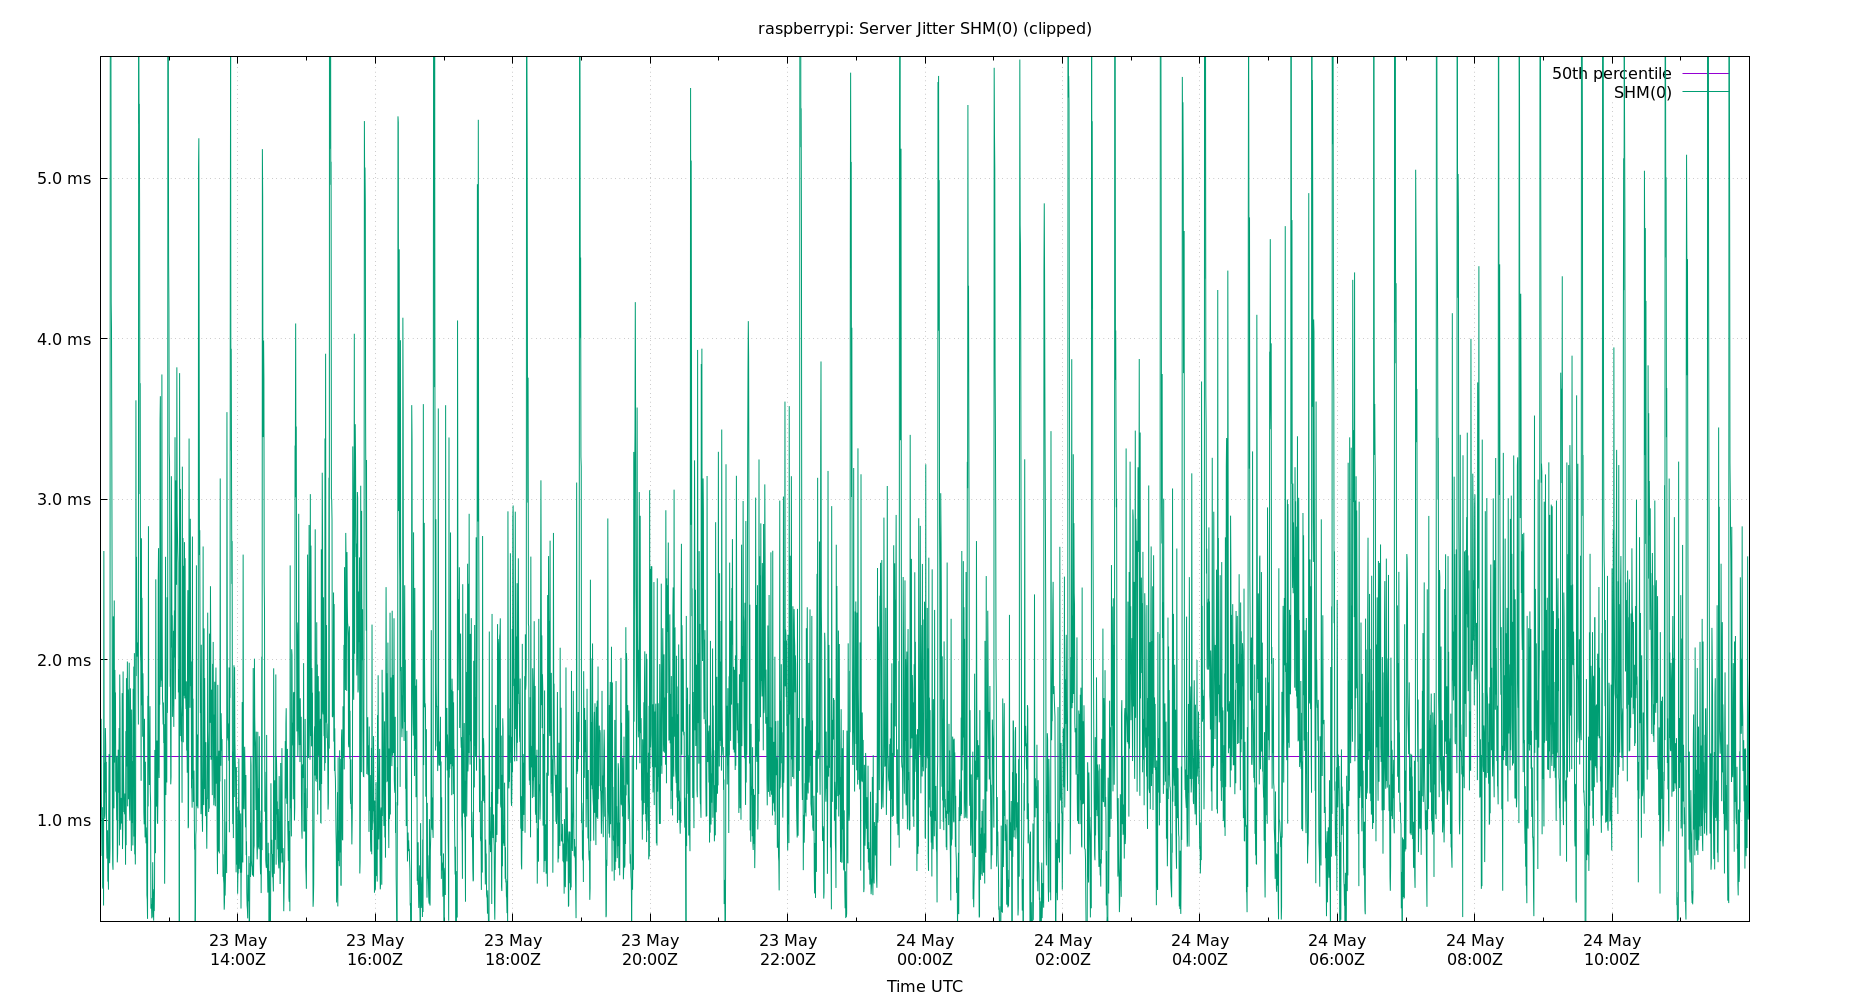 raspberrypi: Server Jitter SHM(0) (clipped)
50th percentile
SHM(0)
5.0 ms
4.0 ms
3.0 ms
2.0 ms
1.0 ms
23 May 23 May 23 May 23 May 23 May 24 May 24 May 24 May 24 May 24 May 24 May
14:00Z 16:00Z 18:00Z 20:00Z 22:00Z 00:00Z 02:00Z 04:00Z 06:00Z 08:00Z 10:00Z
Time UTC